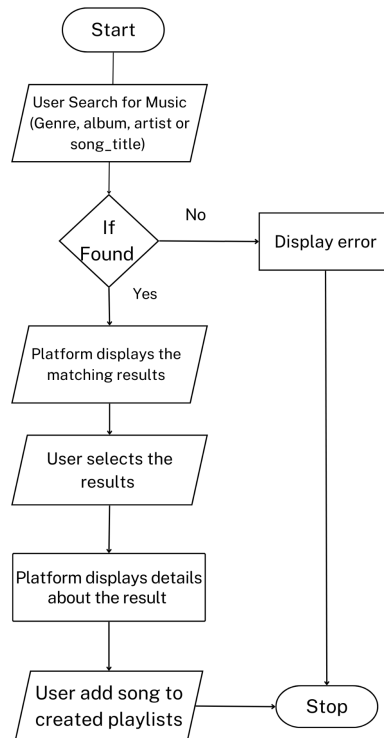 Start
User Search for Music
(Genre, album, artist or
song_title)
If
Found
No
Display error
Yes
Platform displays the
matching results
User selects the
results
Platform displays details
about the result
User add song to
created playlists
Stop